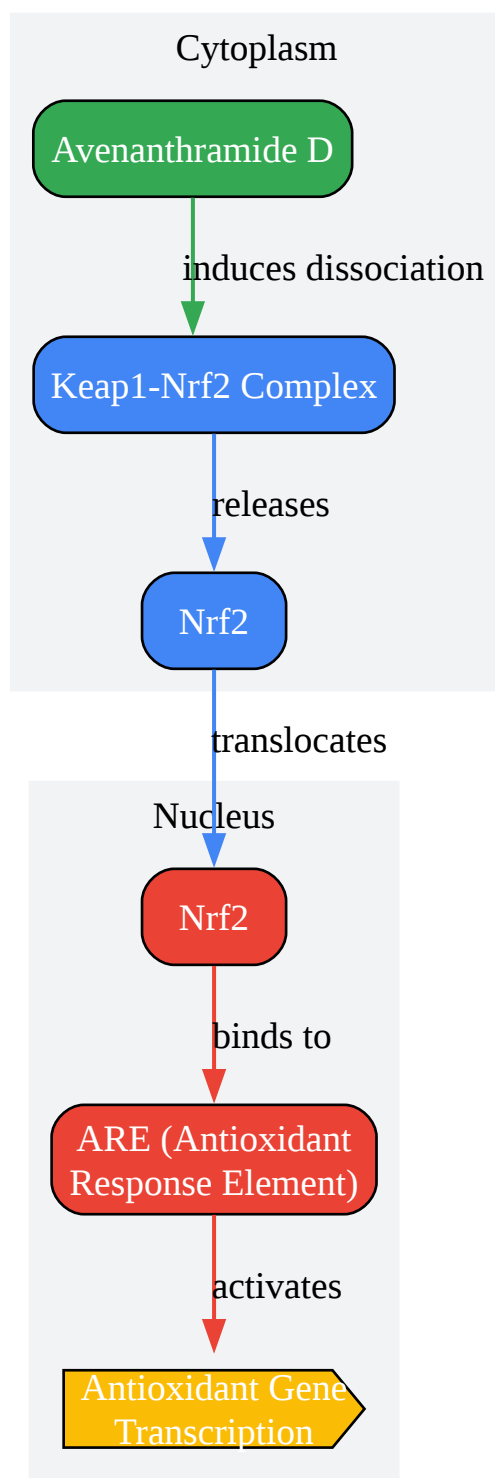 Cytoplasm
Avenanthramide D
induces dissociation
Keap1-Nrf2 Complex
releases
Nrf2
translocates
Nucleus
Nrf2
binds to
ARE (Antioxidant
Response Element)
activates
Antioxidant Gene
Transcription